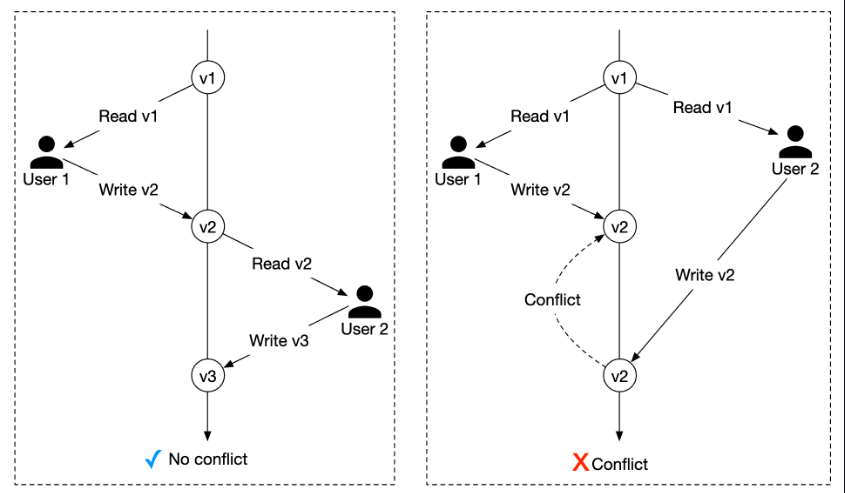 v1
Read v1
User 1
Write v2
v2
Read v2
User 2
Write v3
v3
No conflict
v1
Read v1
Read v1
User 1
User 2
Write v2
v2
Write v2
Conflict
v2
Conflict